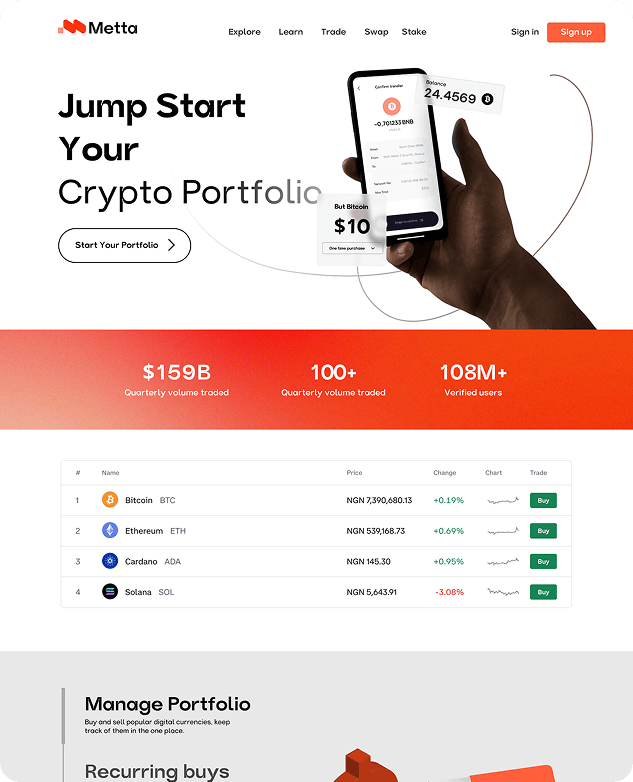 Metta
Explore Learn Trade Swap Stake
Sign in Sign up
Jump Start
Your
Crypto Portfolio
Start Your Portfolio
Confirm transfer
-0.701233 BNB
Balance
24.4569
But Bitcoin
$10
One time purchase
$159B
Quarterly volume traded
100+
Quarterly volume traded
108M+
Verified users
# Name Price Change Chart Trade
1 Bitcoin BTC NGN 7,390,680.13 +0.19% Buy
2 Ethereum ETH NGN 539,168.73 +0.69% Buy
3 Cardano ADA NGN 145.30 +0.95% Buy
4 Solana SOL NGN 5,643.91 -3.08% Buy
Manage Portfolio
Buy and sell popular digital currencies, keep
track of them in the one place.
Recurring buys